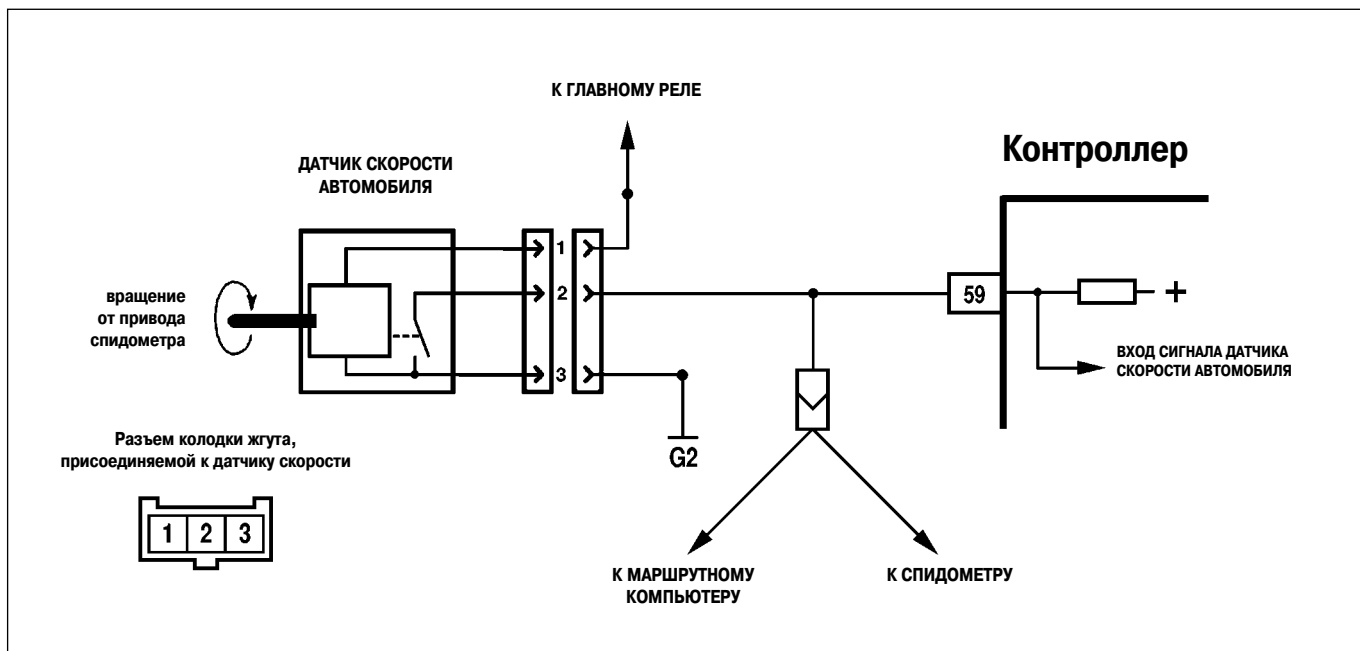 К ГЛАВНОМУ РЕЛЕ
Контроллер
ДАТЧИК СКОРОСТИ
АВТОМОБИЛЯ
1
2
3
59
+
вращение
от привода
спидометра
ВХОД СИГНАЛА ДАТЧИКА
СКОРОСТИ АВТОМОБИЛЯ
G2
Разъем колодки жгута,
присоединяемой к датчику скорости
1 2 3
К МАРШРУТНОМУ
КОМПЬЮТЕРУ
К СПИДОМЕТРУ